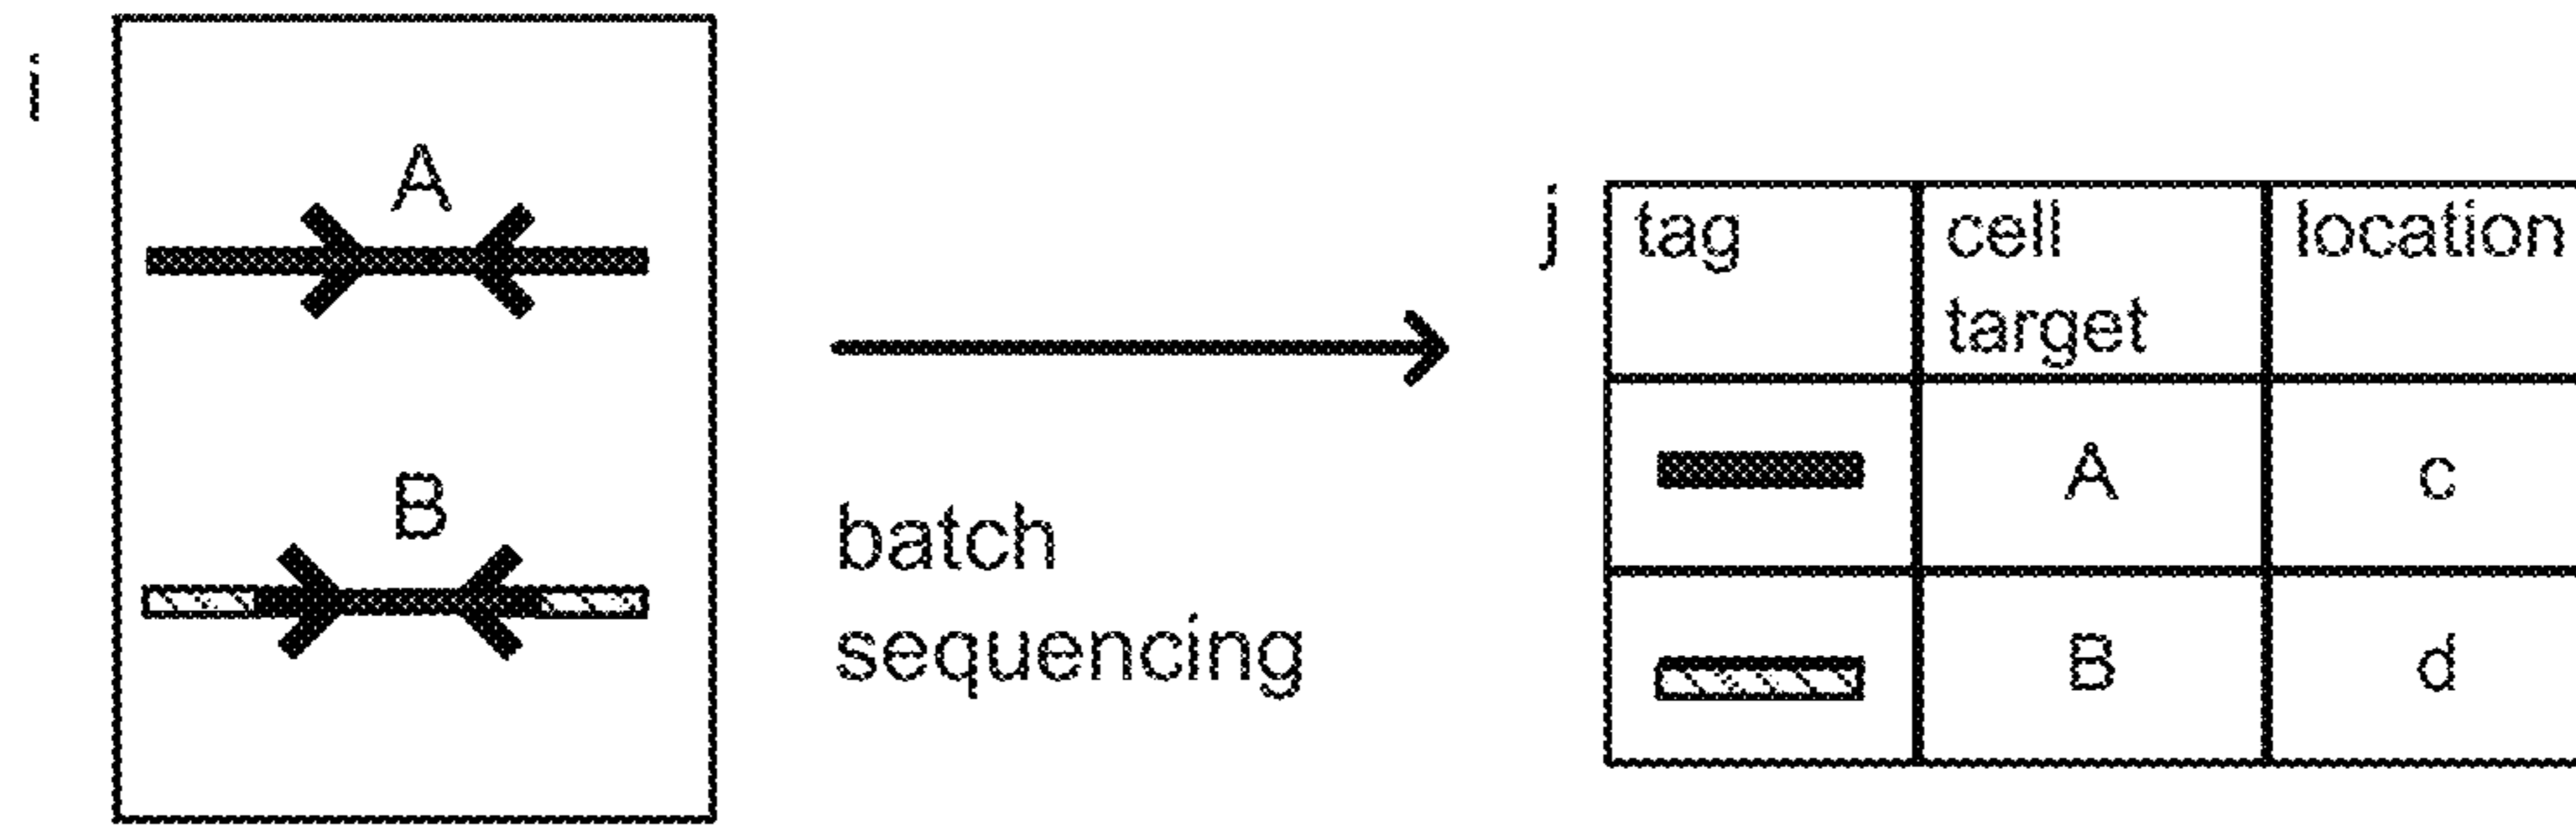 i
A
B
batch
sequencing
j
tag
cell
target
location
A
c
B
d